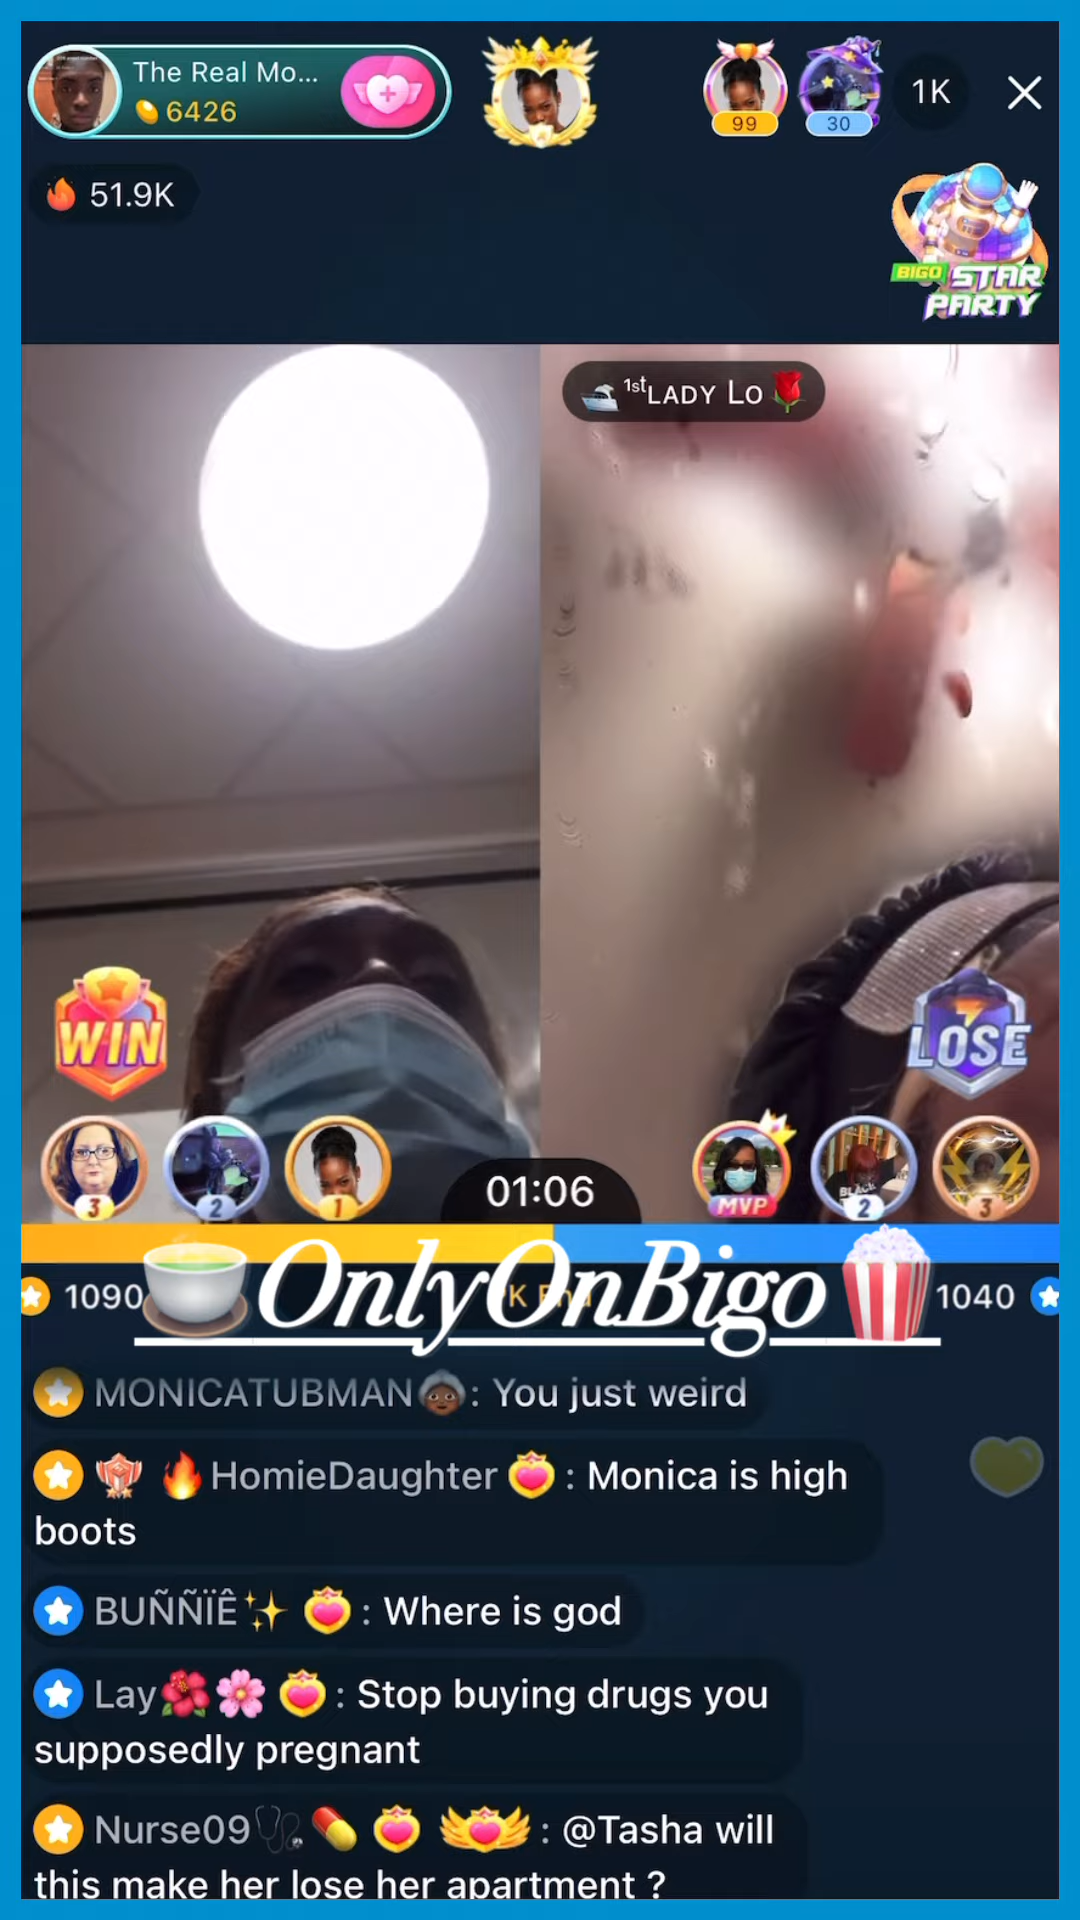 The Real Mo...
6426
99
30
1K
51.9K
BIGO STAR
PARTY
1stLADY Lo
WIN
LOSE
3
2
1
01:06
MVP
2
3
1090
OnlyOnBigo
1040
MONICATUBMAN: You just weird
HomieDaughter : Monica is high
boots
BUÑÑÏÊ : Where is god
Lay : Stop buying drugs you
supposedly pregnant
Nurse09 : @Tasha will
this make her lose her apartment ?